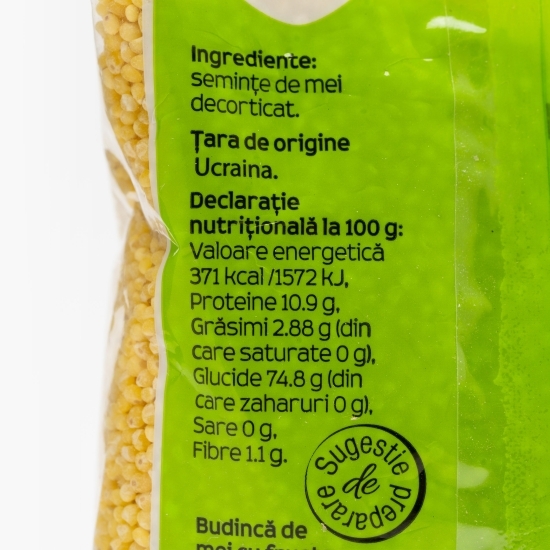 Ingrediente:
semințe de mei
decorticat.
Țara de origine
Ucraina.
Declarație
nutrițională la 100 g:
Valoare energetică
371 kcal /1572 kJ,
Proteine 10.9 g,
Grăsimi 2.88 g (din
care saturate 0 g),
Glucide 74.8 g (din
care zaharuri 0 g),
Sare 0 g,
Fibre 1.1 g.
Sugestie
de
preparare
Budincă de
mei cu